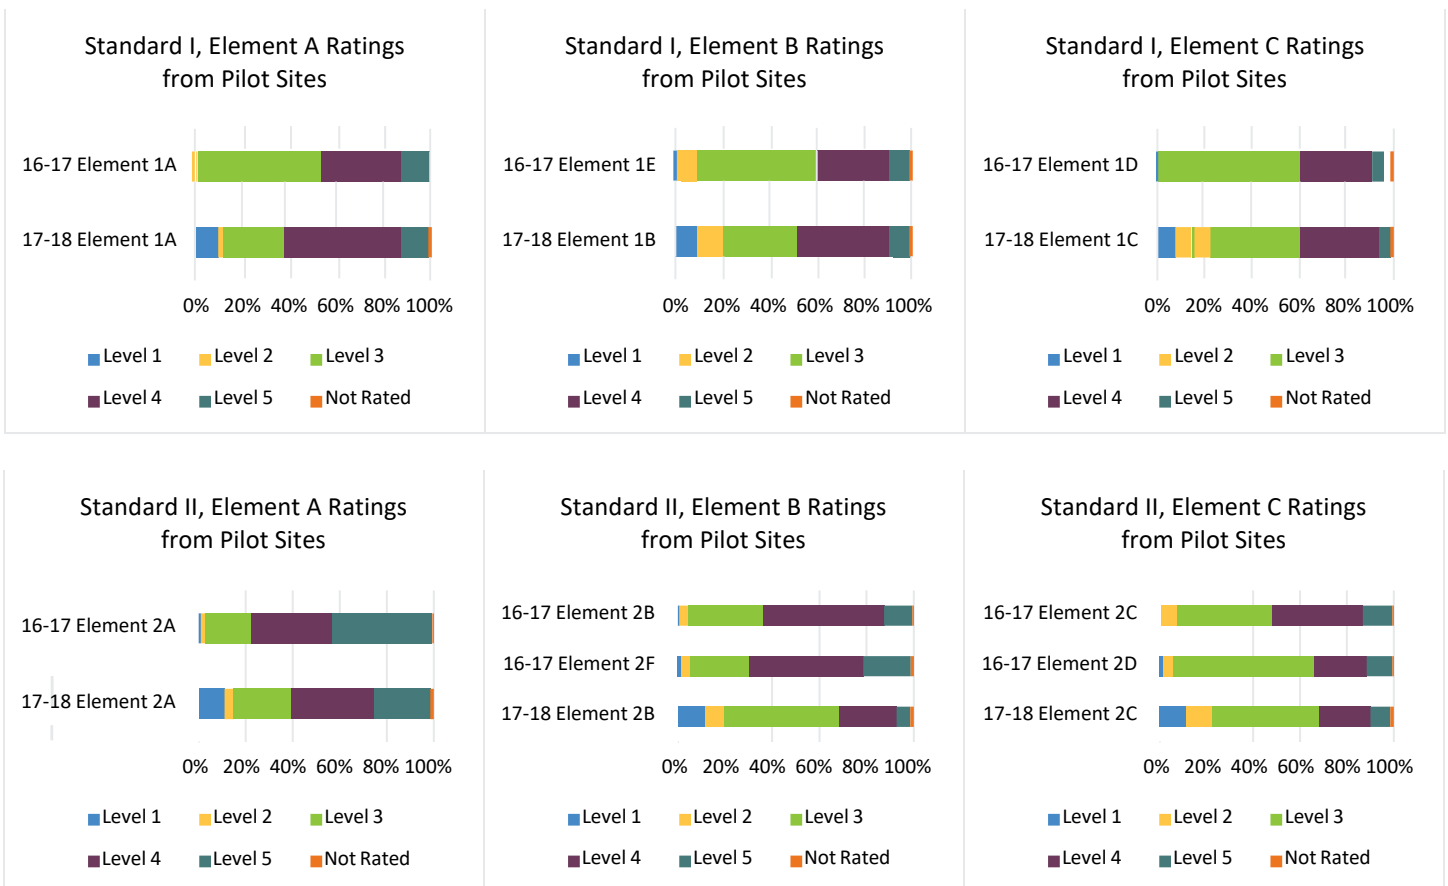 Standard I, Element A Ratings
from Pilot Sites
16-17 Element 1A
17-18 Element 1A
0% 20% 40% 60% 80% 100%
Level 1 Level 2 Level 3
Level 4 Level 5 Not Rated
Standard I, Element B Ratings
from Pilot Sites
16-17 Element 1E
17-18 Element 1B
0% 20% 40% 60% 80% 100%
Level 1 Level 2 Level 3
Level 4 Level 5 Not Rated
Standard I, Element C Ratings
from Pilot Sites
16-17 Element 1D
17-18 Element 1C
0% 20% 40% 60% 80% 100%
Level 1 Level 2 Level 3
Level 4 Level 5 Not Rated
Standard II, Element A Ratings
from Pilot Sites
16-17 Element 2A
17-18 Element 2A
0% 20% 40% 60% 80% 100%
Level 1 Level 2 Level 3
Level 4 Level 5 Not Rated
Standard II, Element B Ratings
from Pilot Sites
16-17 Element 2B
16-17 Element 2F
17-18 Element 2B
0% 20% 40% 60% 80% 100%
Level 1 Level 2 Level 3
Level 4 Level 5 Not Rated
Standard II, Element C Ratings
from Pilot Sites
16-17 Element 2C
16-17 Element 2D
17-18 Element 2C
0% 20% 40% 60% 80% 100%
Level 1 Level 2 Level 3
Level 4 Level 5 Not Rated